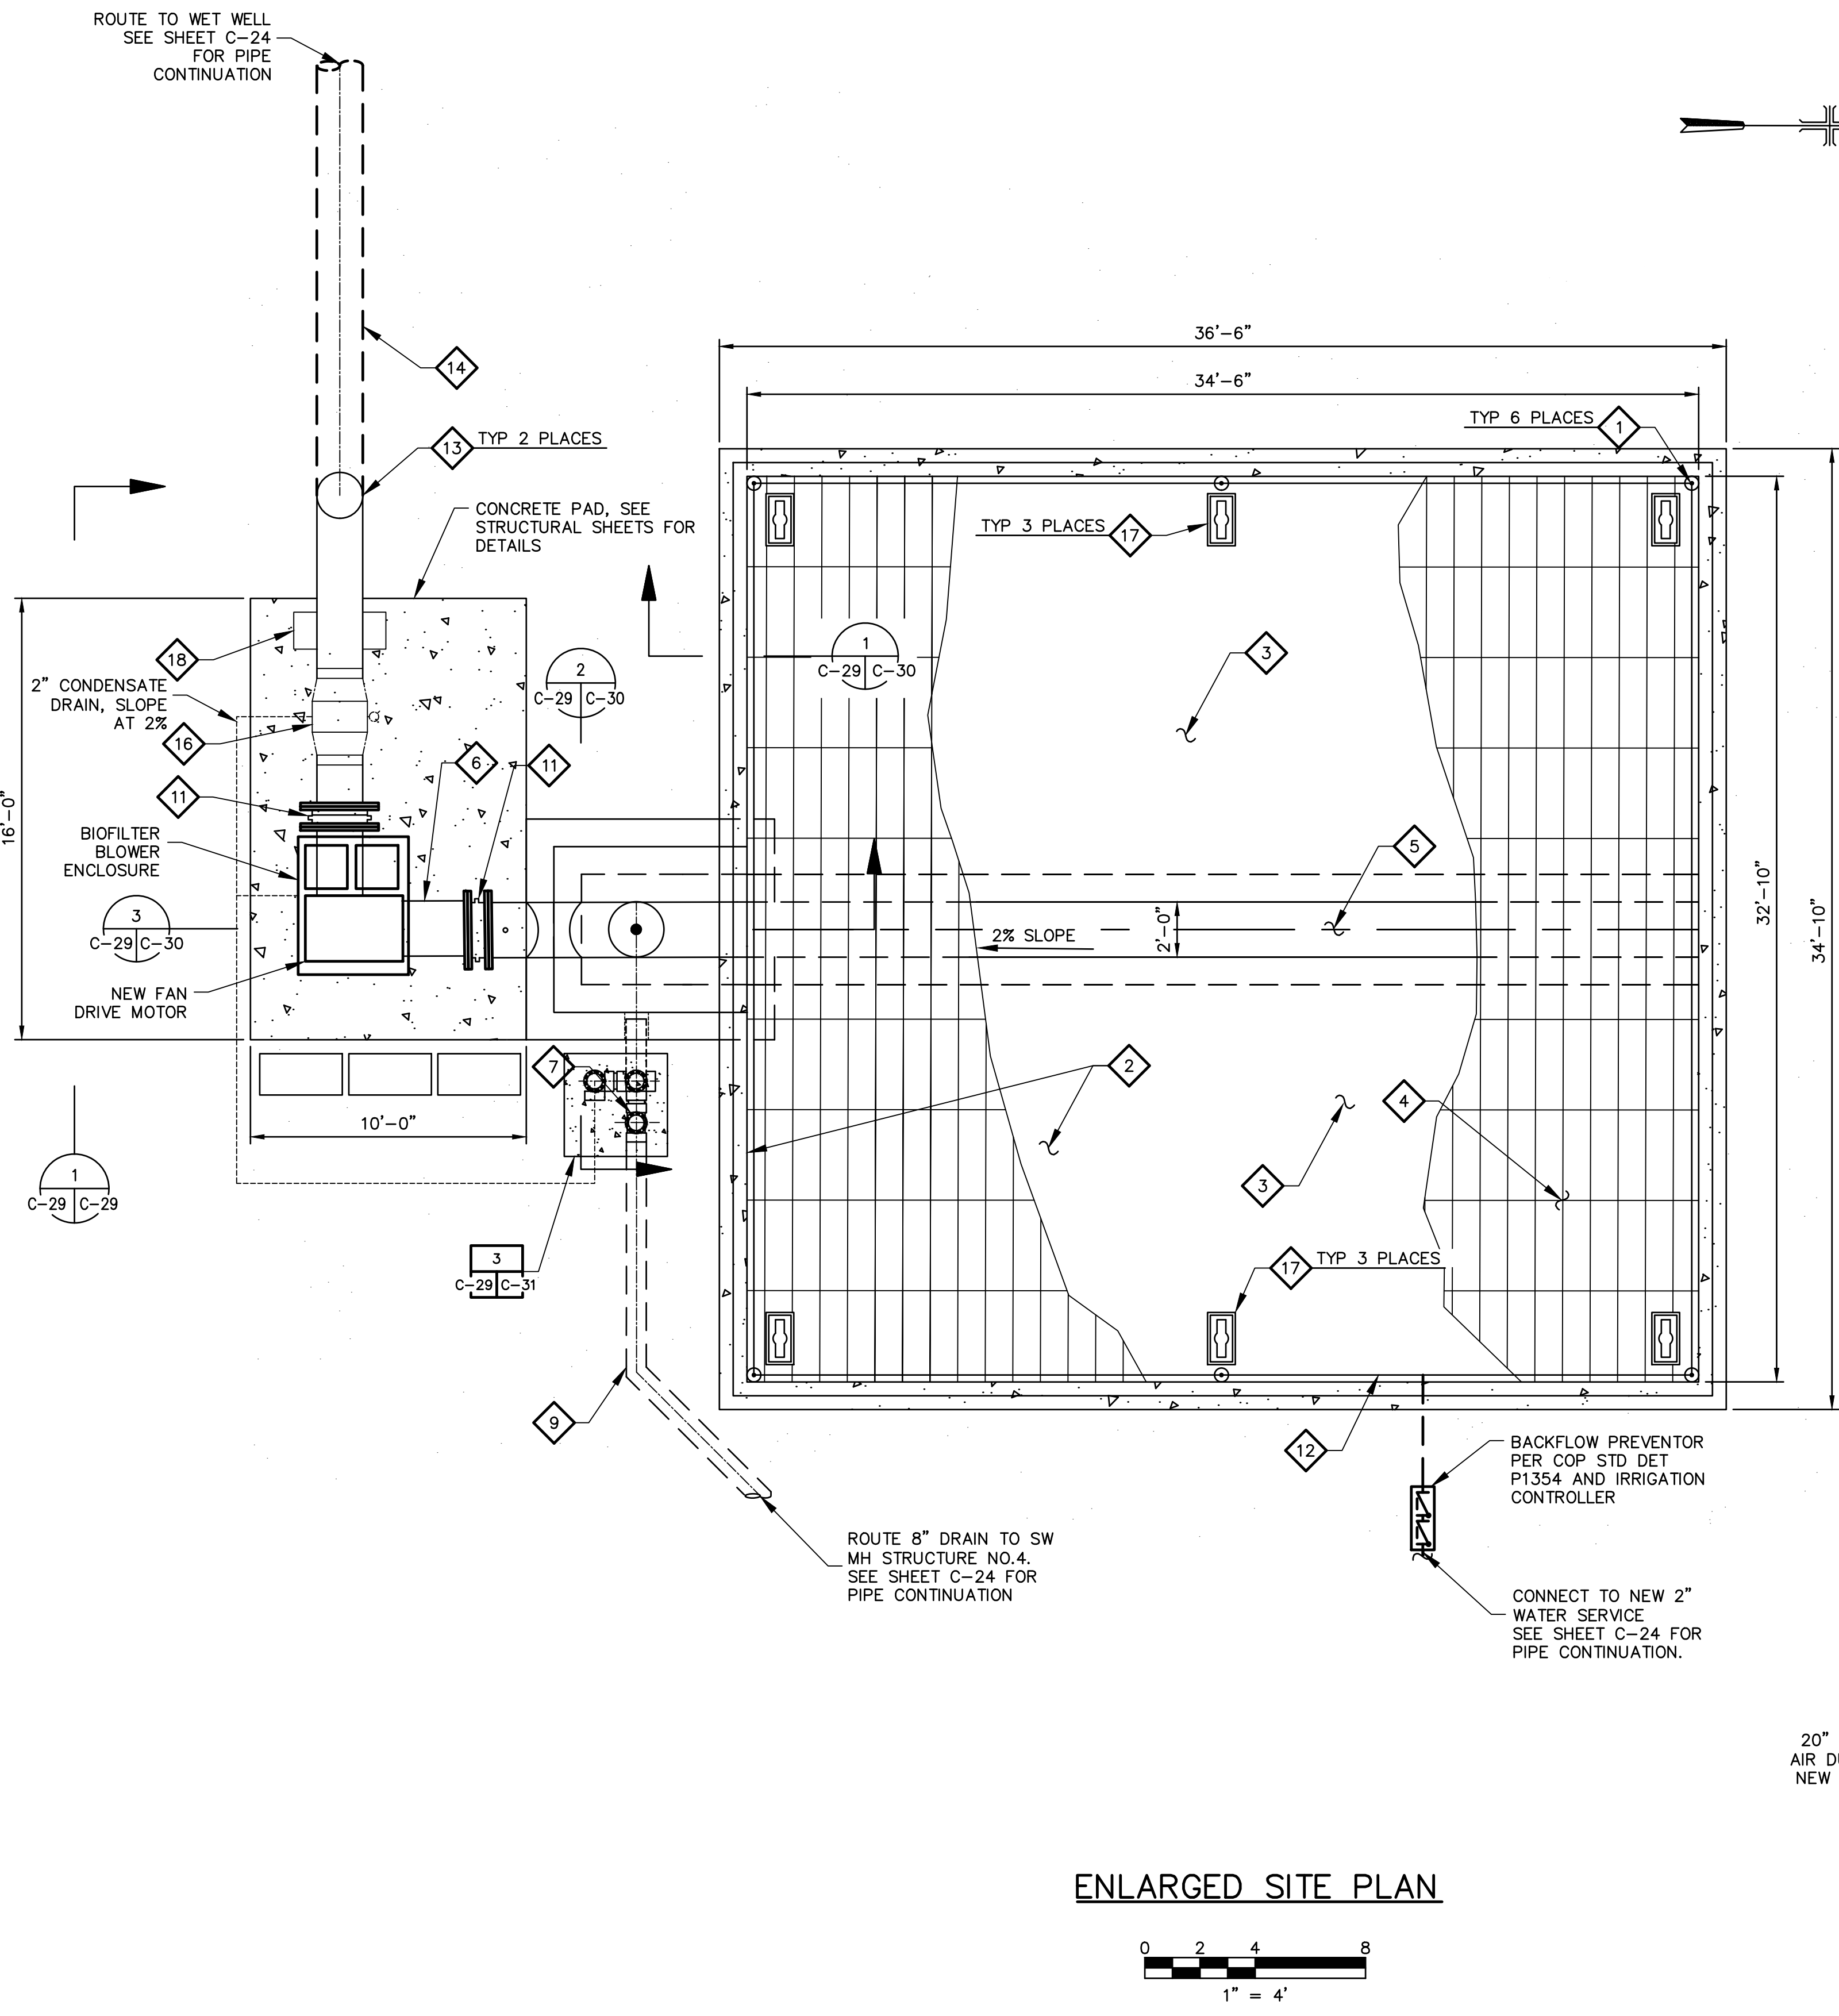 ROUTE TO WET WELL
SEE SHEET C-24
FOR PIPE
CONTINUATION
14
13
TYP 2 PLACES
CONCRETE PAD, SEE
STRUCTURAL SHEETS FOR
DETAILS
36'-6"
34'-6"
TYP 6 PLACES
1
TYP 3 PLACES
17
18
2" CONDENSATE
DRAIN, SLOPE
AT 2%
16
11
6
11
2
C-29
C-30
1
C-29
C-30
3
5
16'-0"
BIOFILTER
BLOWER
ENCLOSURE
3
C-29
C-30
NEW FAN
DRIVE MOTOR
2% SLOPE
2'-0"
32'-10"
34'-10"
7
2
4
3
10'-0"
1
C-29
C-29
3
C-29
C-31
17
TYP 3 PLACES
9
12
BACKFLOW PREVENTOR
PER COP STD DET
P1354 AND IRRIGATION
CONTROLLER
ROUTE 8" DRAIN TO SW
MH STRUCTURE NO.4.
SEE SHEET C-24 FOR
PIPE CONTINUATION
CONNECT TO NEW 2"
WATER SERVICE
SEE SHEET C-24 FOR
PIPE CONTINUATION.
20"
AIR
NEW
ENLARGED SITE PLAN
0 2 4 8
1" = 4'